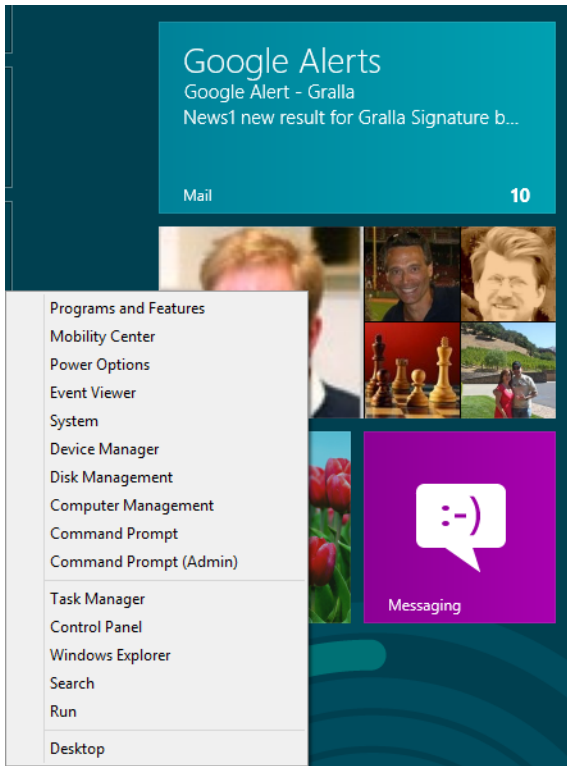 Google Alerts
Google Alert - Gralla
News1 new result for Gralla Signature b...
Mail 10
Programs and Features
Mobility Center
Power Options
Event Viewer
System
Device Manager
Disk Management
Computer Management
Command Prompt
Command Prompt (Admin)
Task Manager
Control Panel
Windows Explorer
Search
Run
Desktop
:-)
Messaging